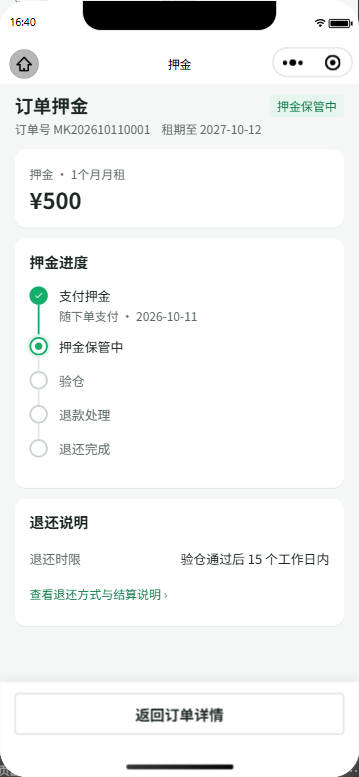 16:40
押金
订单押金
押金保管中
订单号 MK202610110001 租期至 2027-10-12
押金 · 1个月月租
¥500
押金进度
支付押金
随下单支付 · 2026-10-11
押金保管中
验仓
退款处理
退还完成
退还说明
退还时限 验仓通过后 15 个工作日内
查看退还方式与结算说明 ›
返回订单详情